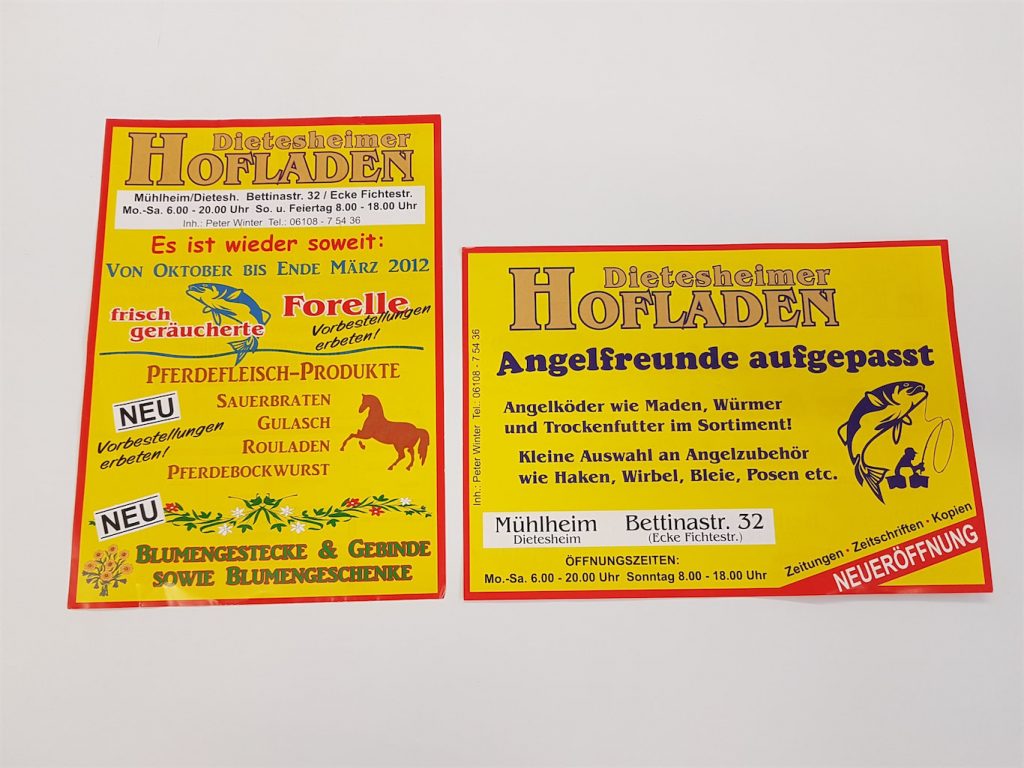 Dietesheimer
HOFLADEN
Mühlheim/Dietesh. Bettinastr. 32 / Ecke Fichtestr.
Mo.-Sa. 6.00 - 20.00 Uhr So. u. Feiertag 8.00 - 18.00 Uhr
Inh.: Peter Winter Tel.: 06108 - 7 54 36
Es ist wieder soweit:
VON OKTOBER BIS ENDE MÄRZ 2012
frisch
geräucherte
Forelle
Vorbestellungen
erbeten!
PFERDEFLEISCH-PRODUKTE
NEU
Vorbestellungen
erbeten!
SAUERBRATEN
GULASCH
ROULADEN
PFERDEBOCKWURST
NEU
BLUMENGESTECKE & GEBINDE
SOWIE BLUMENGESCHENKE
Dietesheimer
HOFLADEN
Angelfreunde aufgepasst
Angelköder wie Maden, Würmer
und Trockenfutter im Sortiment!
Kleine Auswahl an Angelzubehör
wie Haken, Wirbel, Bleie, Posen etc.
Inh.: Peter Winter Tel.: 06108 - 7 54 36
Mühlheim Bettinastr. 32
Dietesheim (Ecke Fichtestr.)
ÖFFNUNGSZEITEN:
Mo.-Sa. 6.00 - 20.00 Uhr Sonntag 8.00 - 18.00 Uhr
Zeitungen · Zeitschriften · Kopien
NEUERÖFFNUNG